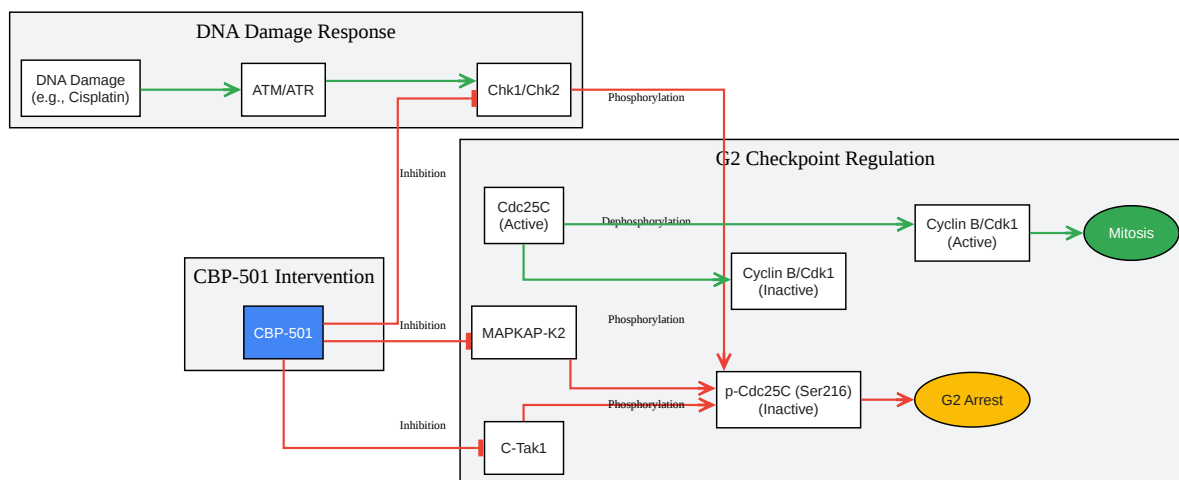 DNA Damage Response
DNA Damage
(e.g., Cisplatin)
ATM/ATR
Chk1/Chk2
Phosphorylation
Inhibition
G2 Checkpoint Regulation
Cdc25C
(Active)
Dephosphorylation
Cyclin B/Cdk1
(Active)
Mitosis
Cyclin B/Cdk1
(Inactive)
CBP-501 Intervention
CBP-501
Inhibition
MAPKAP-K2
Phosphorylation
p-Cdc25C (Ser216)
(Inactive)
G2 Arrest
Phosphorylation
Inhibition
C-Tak1